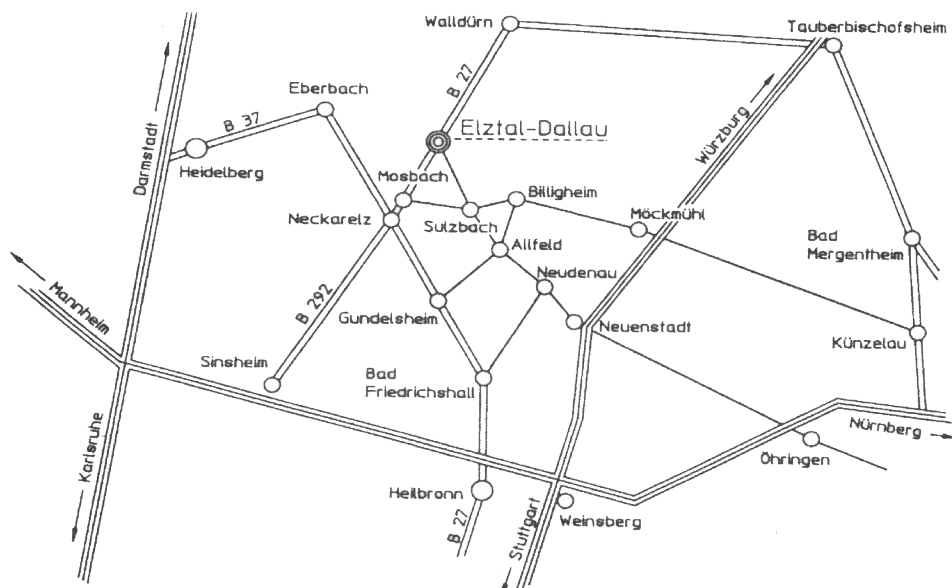 Walldürn
Tauberbischofsheim
B 27
Eberbach
B 37
Elztal-Dallau
Würzburg
Darmstadt
Heidelberg
Mosbach
Billigheim
Möckmühl
Neckarelz
Sulzbach
Allfeld
Bad
Mergentheim
Neudenau
Mannheim
B 292
Gundelsheim
Neuenstadt
Künzelau
Sinsheim
Bad
Friedrichshall
Nürnberg
Karlsruhe
Öhringen
Heilbronn
Weinsberg
B 27
Stuttgart